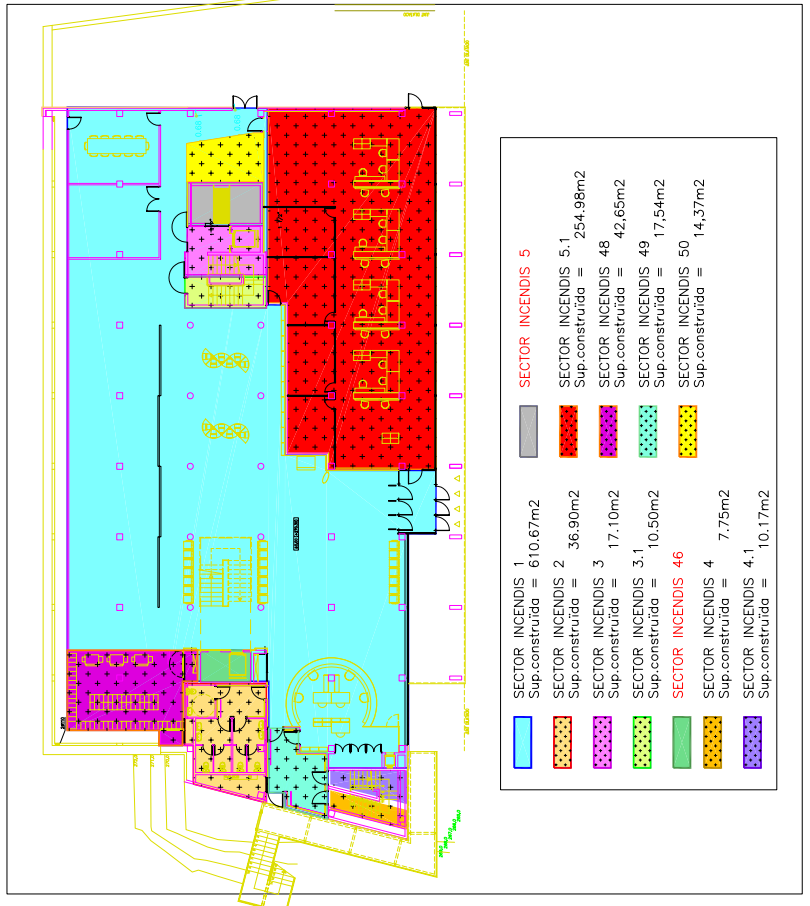 SECTOR INCENDIS 1
Sup.construïda = 610.67m2
SECTOR INCENDIS 2
Sup.construïda = 36.90m2
SECTOR INCENDIS 3
Sup.construïda = 17.10m2
SECTOR INCENDIS 3.1
Sup.construïda = 10.50m2
SECTOR INCENDIS 46
SECTOR INCENDIS 4
7.75m2
SECTOR INCENDIS 4.1
Sup.construïda = 10.17m2
SECTOR INCENDIS 5
SECTOR INCENDIS 5.1
Sup.construïda = 254.98m2
SECTOR INCENDIS 48
Sup.construïda = 42,65m2
SECTOR INCENDIS 49
Sup.construïda = 17,54m2
SECTOR INCENDIS 50
Sup.construïda = 14,37m2